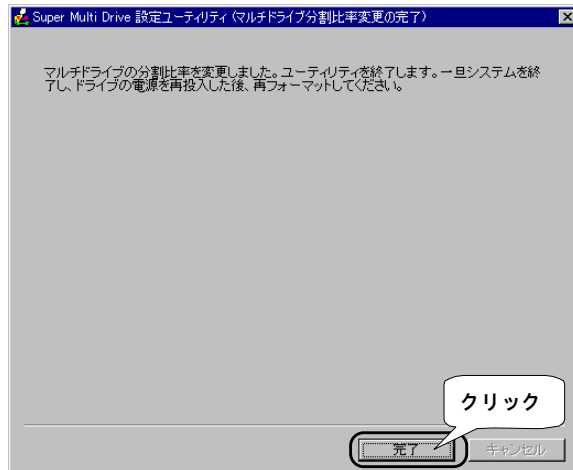 Super Multi Drive 設定ユーティリティ (マルチドライブ分割比率変更の完了)
マルチドライブの分割比率を変更しました。ユーティリティを終了します。一旦システムを終
了し、ドライブの電源を再投入した後、再フォーマットしてください。
クリック
完了
キャンセル